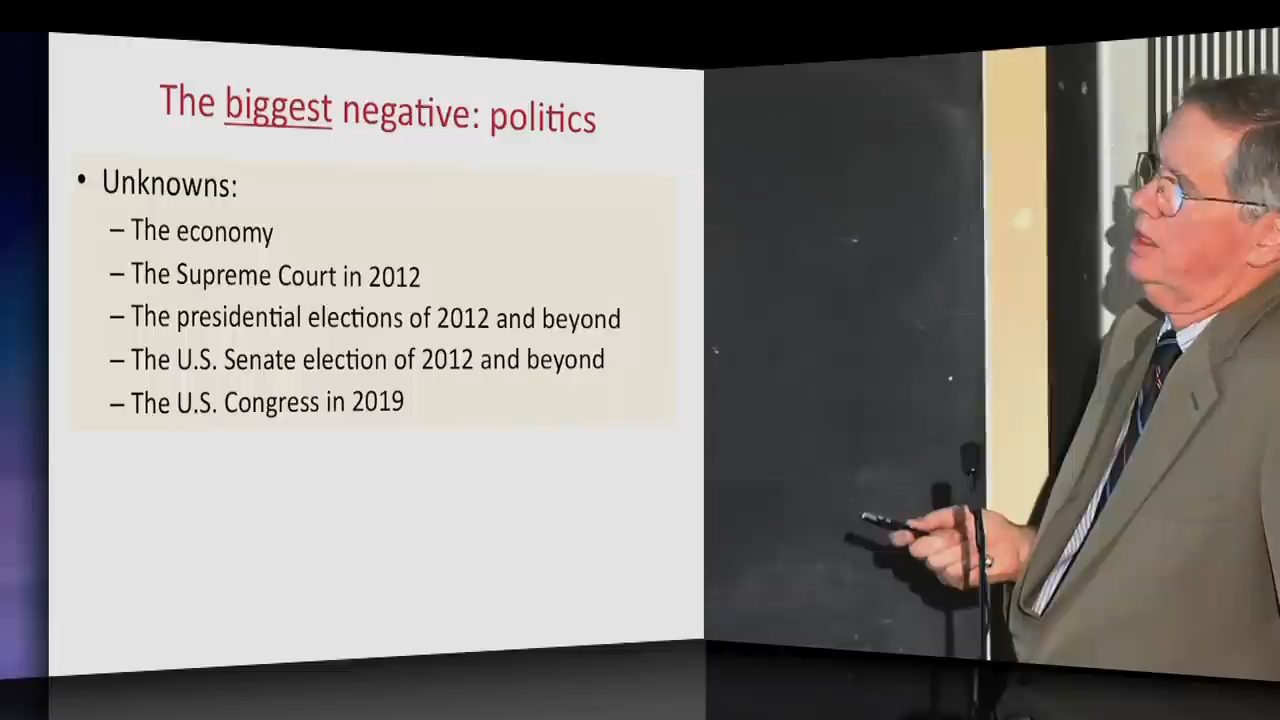 The biggest negative: politics
• Unknowns:
– The economy
– The Supreme Court in 2012
– The presidential elections of 2012 and beyond
– The U.S. Senate election of 2012 and beyond
– The U.S. Congress in 2019